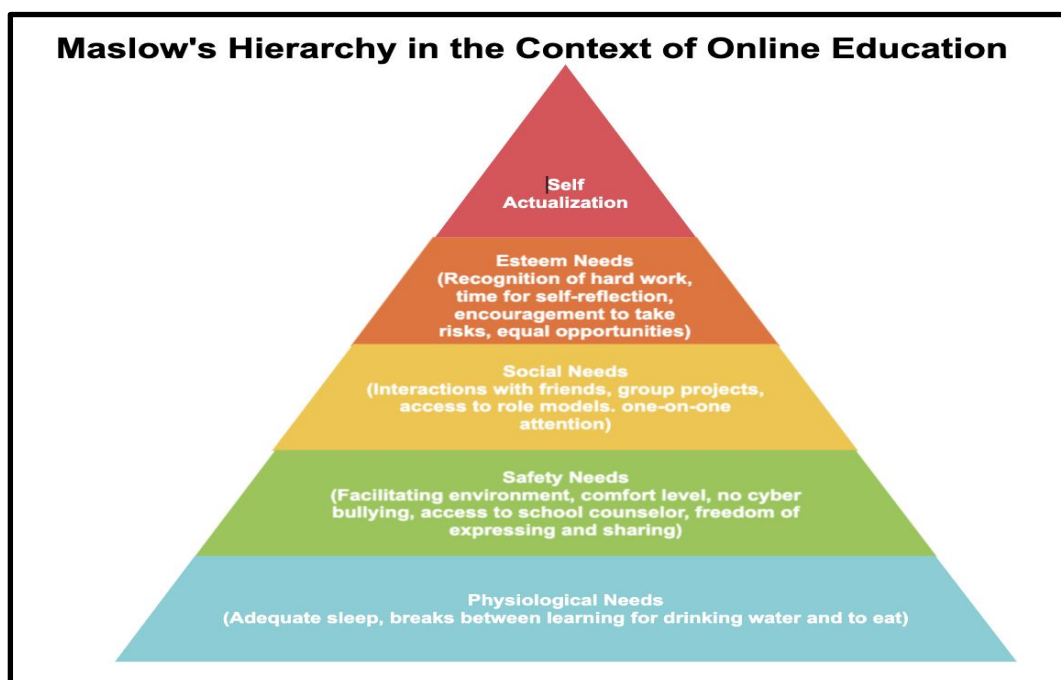 Maslow's Hierarchy in the Context of Online Education
Self
Actualization
Esteem Needs
(Recognition of hard work,
time for self-reflection,
encouragement to take
risks, equal opportunities)
Social Needs
(Interactions with friends, group projects,
access to role models. one-on-one
attention)
Safety Needs
(Facilitating environment, comfort level, no cyber
bullying, access to school counselor, freedom of
expressing and sharing)
Physiological Needs
(Adequate sleep, breaks between learning for drinking water and to eat)